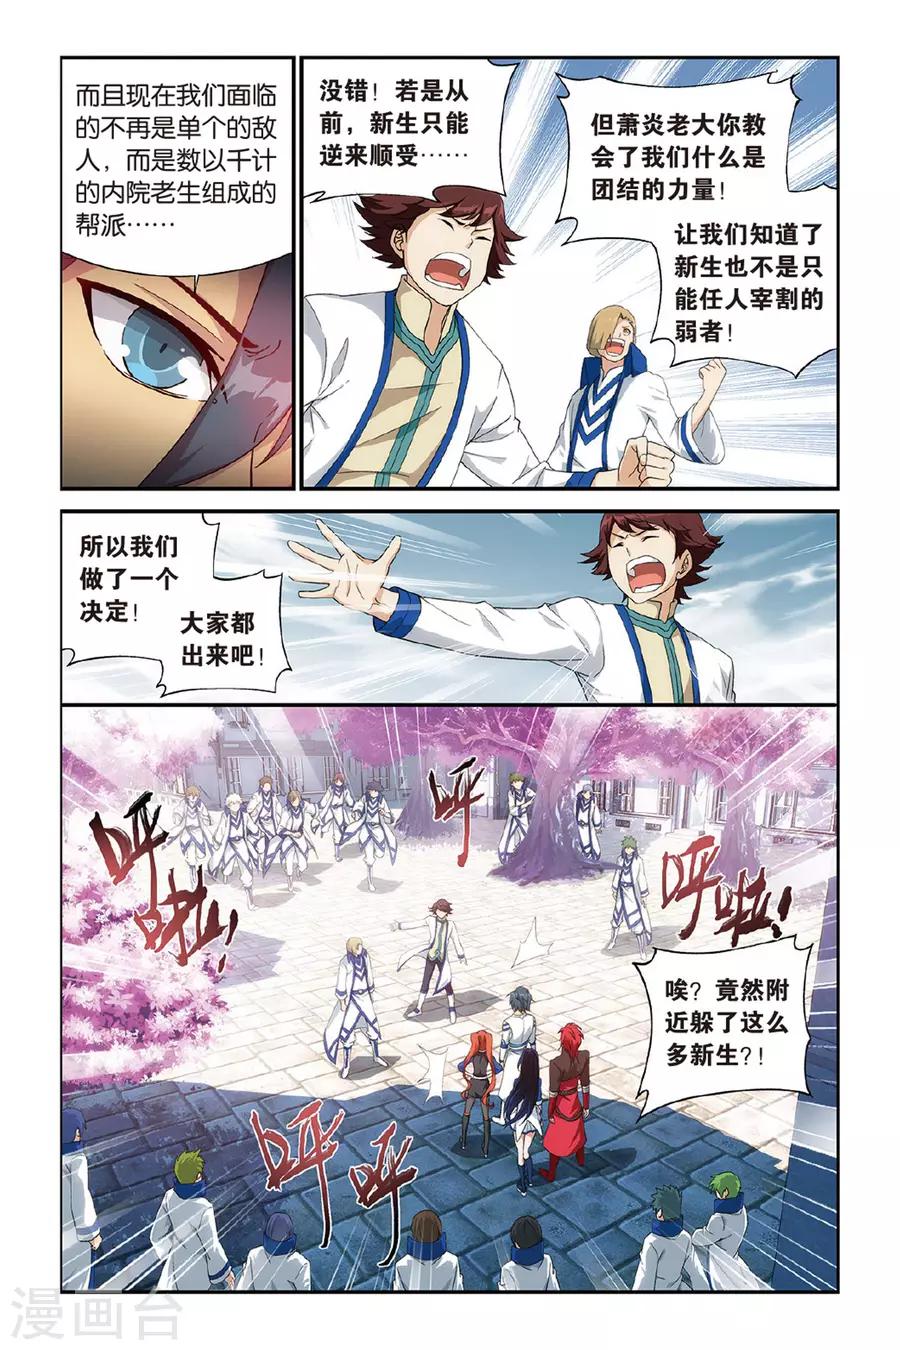 而且现在我们面临
的不再是单个的敌
人，而是数以千计
的内院老生组成的
帮派……
没错！若是从
前，新生只能
逆来顺受……
但萧炎老大你教
会了我们什么是
团结的力量！
让我们知道了
新生也不是只
能任人宰割的
弱者！
所以我们
做了一个
决定！
大家都
出来吧！
呼
啦！
呼
呼啦！
唉？竟然附
近躲了这么
多新生？！
呼
呼
漫画台